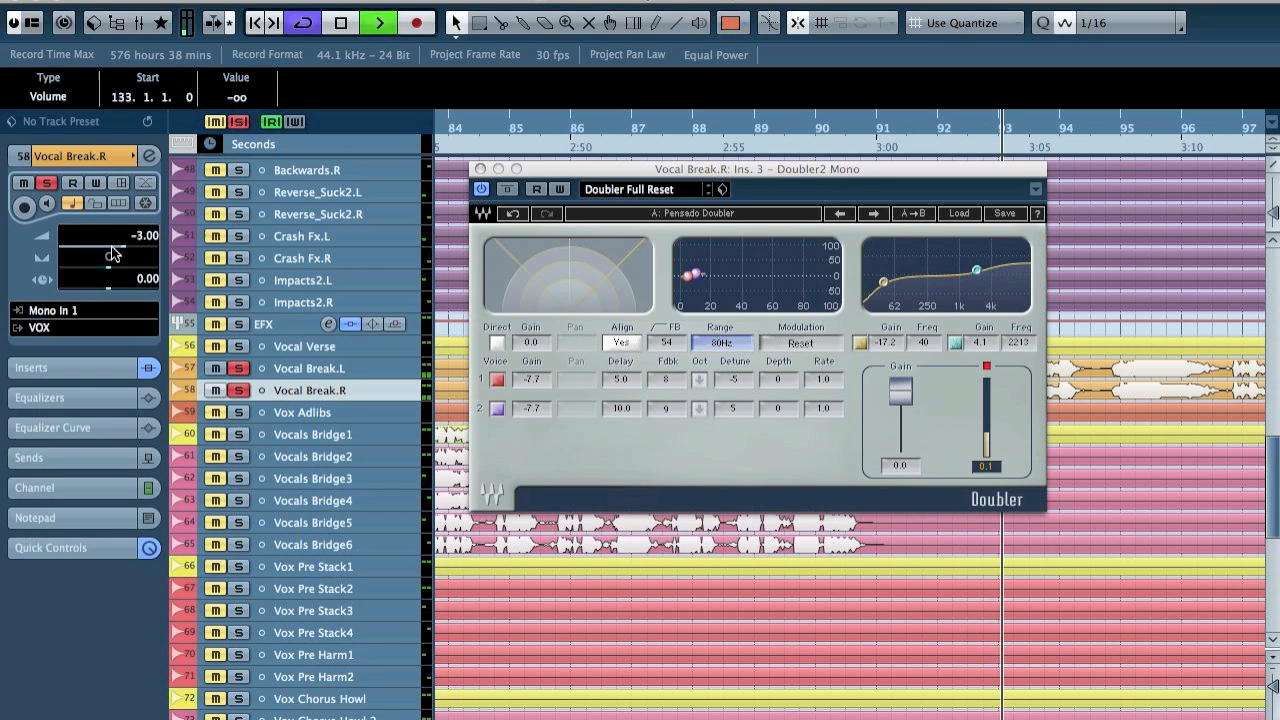 Use Quantize
Q
1/16
Record Time Max 576 hour 38 mins Record Format 44.1 kHz - 24 Bit Project Frame Rate 30 fps Project Pan Law Equal Power
Type Start Value
Volume 133. 1. 1. 0 -oo
No Track Preset
M S R W
84 85 86 87 88 89 90 91 92 93 94 95 96 97
Seconds
2:50 2:55 3:00 3:05 3:10
58 Vocal Break.R
m S R W
-3.00
0.00
Mono In 1
VOX
Inserts
Equalizers
Equalizer Curve
Sends
Channel
Notepad
Quick Controls
48 m S Backwards.R
49 m S Reverse_Suck2.L
50 m S Reverse_Suck2.R
51 m S Crash Fx.L
52 m S Crash Fx.R
53 m S Impacts2.L
54 m S Impacts2.R
55 m S EFX e
56 m S Vocal Verse
57 m S Vocal Break.L
58 m S Vocal Break.R
59 m S Vox Adlibs
60 m S Vocals Bridge1
61 m S Vocals Bridge2
62 m S Vocals Bridge3
63 m S Vocals Bridge4
64 m S Vocals Bridge5
65 m S Vocals Bridge6
66 m S Vox Pre Stack1
67 m S Vox Pre Stack2
68 m S Vox Pre Stack3
69 m S Vox Pre Stack4
70 m S Vox Pre Harm1
71 m S Vox Pre Harm2
72 m S Vox Chorus Howl
73 m S Vox Chorus Howl 2
Vocal Break.R: Ins. 3 - Doubler2 Mono
R W Doubler Full Reset
A: Pensado Doubler A→B Load Save ?
100
50
0
50
100
0 20 40 60 80 100
62 250 1k 4k
Direct Gain Pan Align FB Range Modulation Gain Freq Gain Freq
0.0 Yes 54 80Hz Reset -17.2 40 4.1 2213
Voice Gain Pan Delay Fdbk Oct Detune Depth Rate Gain
1 -7.7 5.0 8 -5 0 1.0
2 -7.7 10.0 9 5 0 1.0
0.0 0.1
Doubler